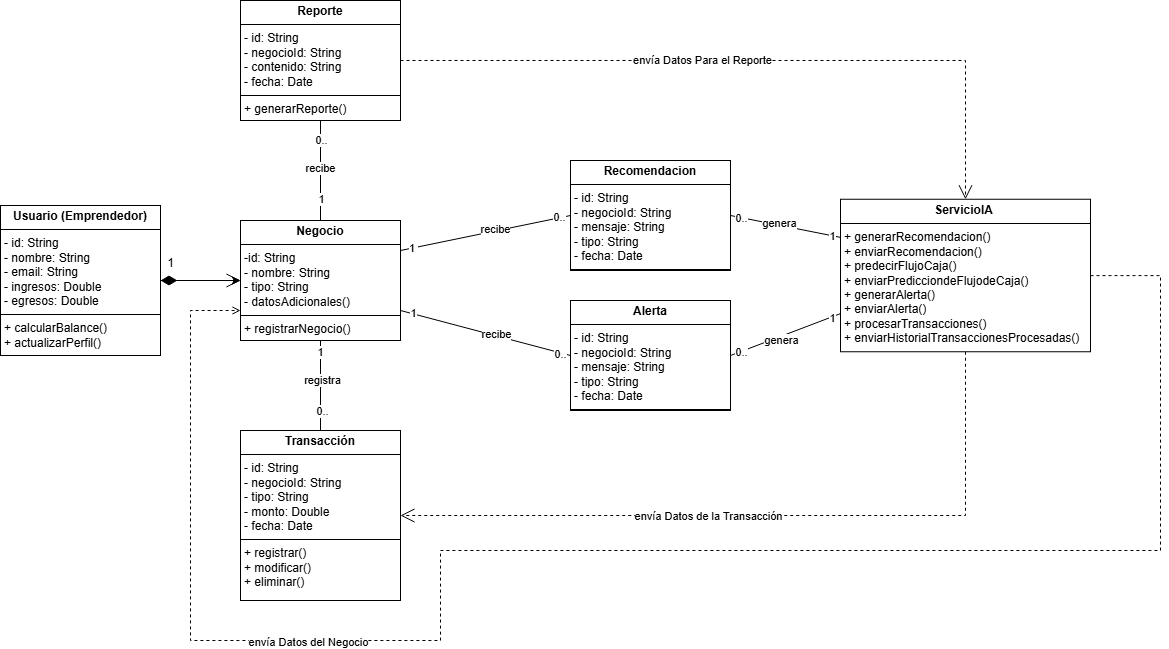 Reporte
- id: String
- negocioId: String
- contenido: String
- fecha: Date
+ generarReporte()
envía Datos Para el Reporte
0..
recibe
1
Usuario (Emprendedor)
- id: String
- nombre: String
- email: String
- ingresos: Double
- egresos: Double
+ calcularBalance()
+ actualizarPerfil()
1
Negocio
-id: String
- nombre: String
- tipo: String
- datosAdicionales()
+ registrarNegocio()
1
recibe
0..
1
recibe
0..
Recomendacion
- id: String
- negocioId: String
- mensaje: String
- tipo: String
- fecha: Date
0..
genera
1
Alerta
- id: String
- negocioId: String
- mensaje: String
- tipo: String
- fecha: Date
0..
genera
1
ServicioIA
+ generarRecomendacion()
+ enviarRecomendacion()
+ predecirFlujoCaja()
+ enviarPredicciondeFlujodeCaja()
+ generarAlerta()
+ enviarAlerta()
+ procesarTransacciones()
+ enviarHistorialTransaccionesProcesadas()
1
registra
0..
Transacción
- id: String
- negocioId: String
- tipo: String
- monto: Double
- fecha: Date
+ registrar()
+ modificar()
+ eliminar()
envía Datos de la Transacción
envía Datos del Negocio